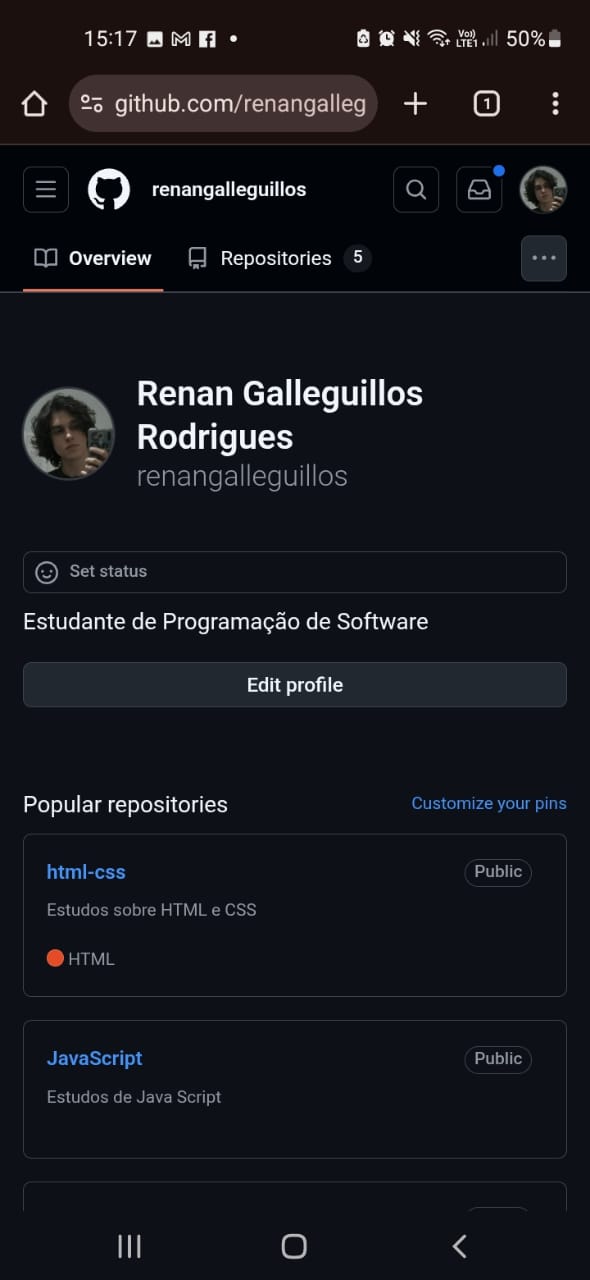 15:17
Vo))
LTE1
50%
github.com/renangalleg
1
renangalleguillos
Overview
Repositories 5
Renan Galleguillos
Rodrigues
renangalleguillos
Set status
Estudante de Programação de Software
Edit profile
Popular repositories
Customize your pins
html-css
Public
Estudos sobre HTML e CSS
HTML
JavaScript
Public
Estudos de Java Script